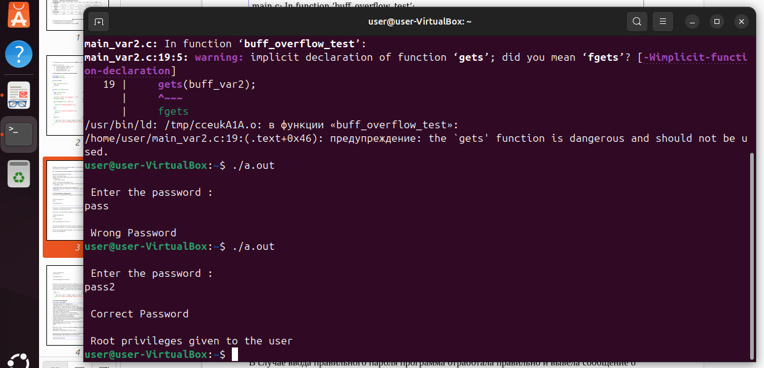 main c: In function 'buff_overflow_test':
user@user-VirtualBox: ~
main_var2.c: In function ‘buff_overflow_test’:
main_var2.c:19:5: warning: implicit declaration of function ‘gets’; did you mean ‘fgets’? [-Wimplicit-functi
on-declaration]
19 | gets(buff_var2);
| ^~~~
| fgets
/usr/bin/ld: /tmp/cceukA1A.o: в функции «buff_overflow_test»:
/home/user/main_var2.c:19:(.text+0x46): предупреждение: the `gets' function is dangerous and should not be u
sed.
user@user-VirtualBox:~$ ./a.out
Enter the password :
pass
Wrong Password
user@user-VirtualBox:~$ ./a.out
Enter the password :
pass2
Correct Password
Root privileges given to the user
user@user-VirtualBox:~$
1
2
3
4
В Случае ввода правильного пароля программа отработала правильно и вывела сообщение о